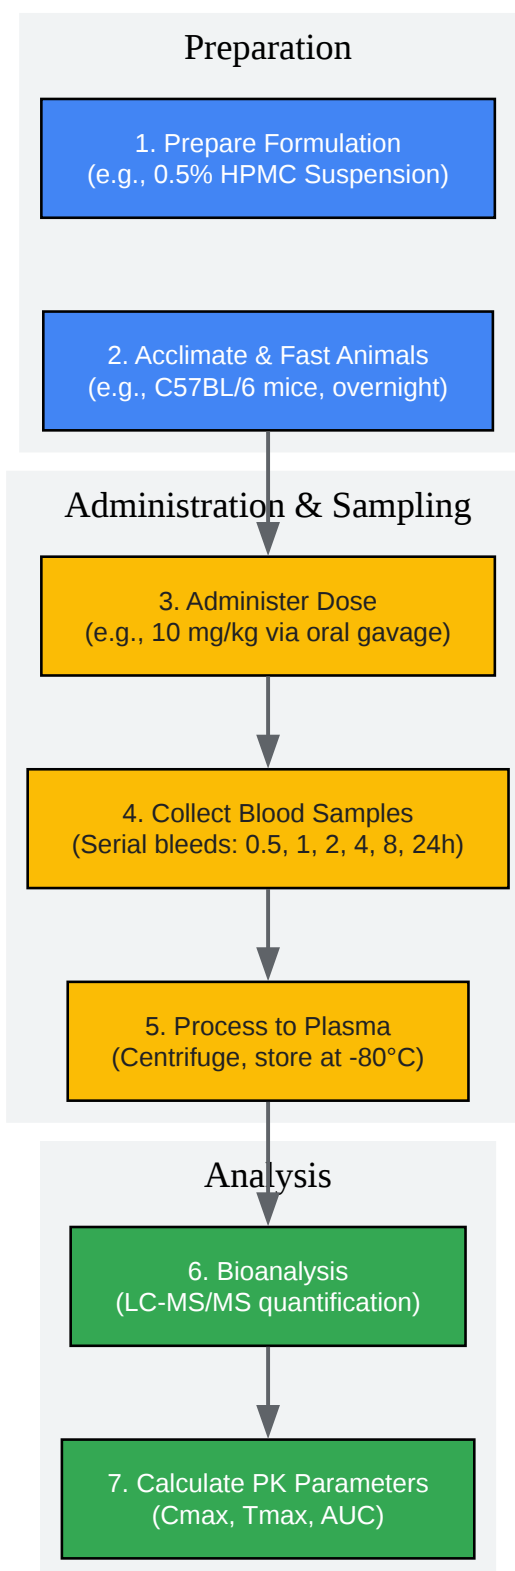 Preparation
1. Prepare Formulation
(e.g., 0.5% HPMC Suspension)
2. Acclimate & Fast Animals
(e.g., C57BL/6 mice, overnight)
Administration & Sampling
3. Administer Dose
(e.g., 10 mg/kg via oral gavage)
4. Collect Blood Samples
(Serial bleeds: 0.5, 1, 2, 4, 8, 24h)
5. Process to Plasma
(Centrifuge, store at -80°C)
Analysis
6. Bioanalysis
(LC-MS/MS quantification)
7. Calculate PK Parameters
(Cmax, Tmax, AUC)